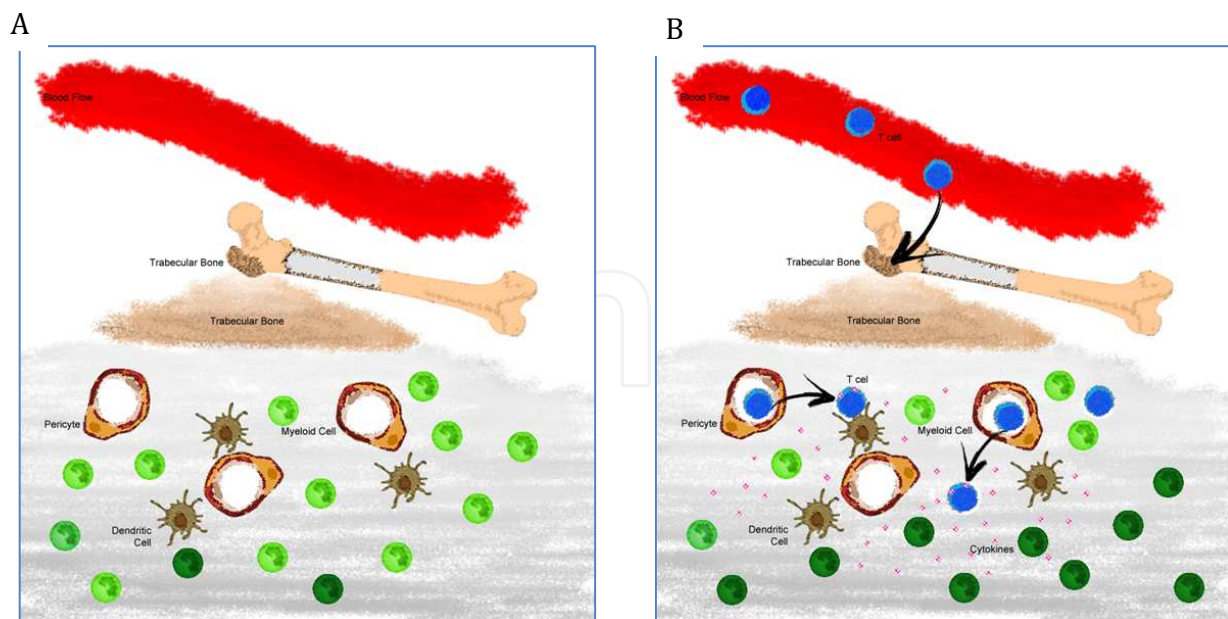 A
Blood Flow
Trabecular Bone
Trabecular Bone
Pericyte
Myeloid Cell
Dendritic
Cell
B
Blood Flow
T cell
Trabecular Bone
Trabecular Bone
T cel
Pericyte
Myeloid Cell
Dendritic
Cell
Cytokines